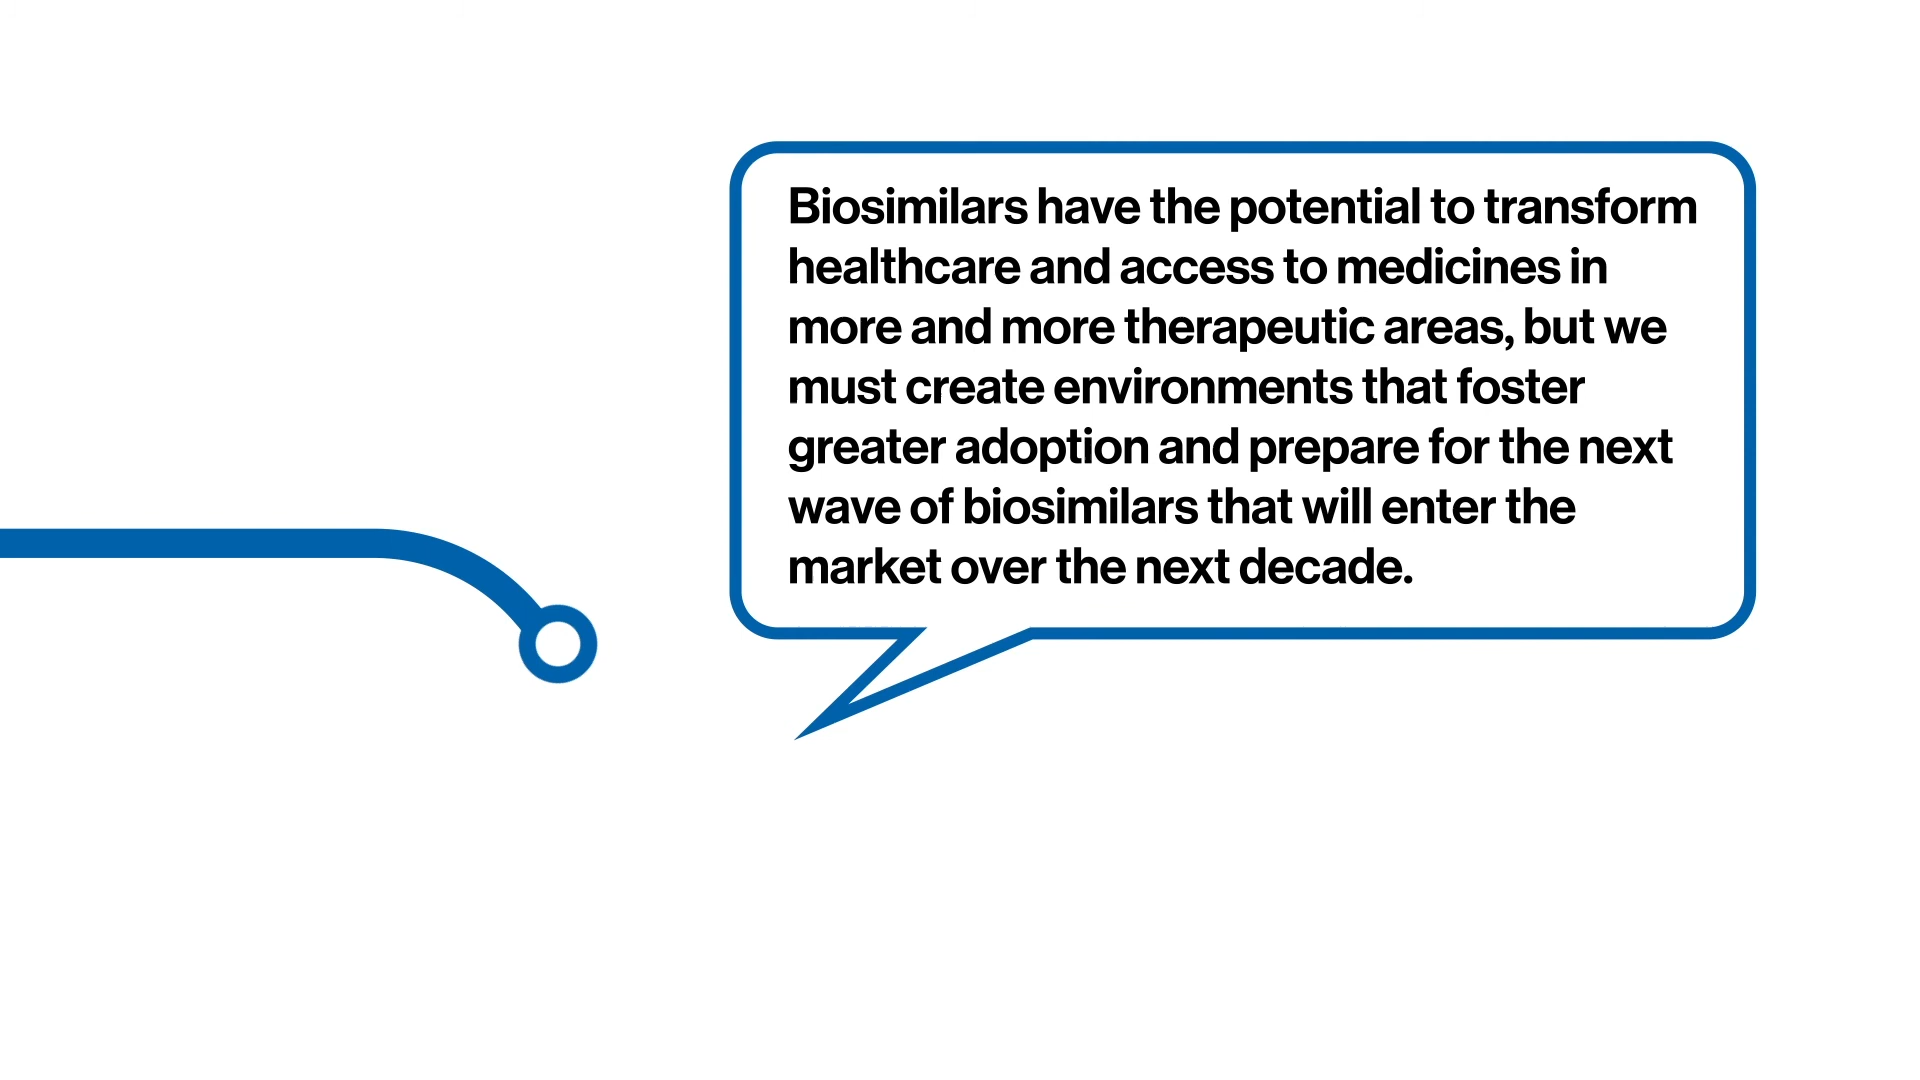 Biosimilars have the potential to transform
healthcare and access to medicines in
more and more therapeutic areas, but we
must create environments that foster
greater adoption and prepare for the next
wave of biosimilars that will enter the
market over the next decade.